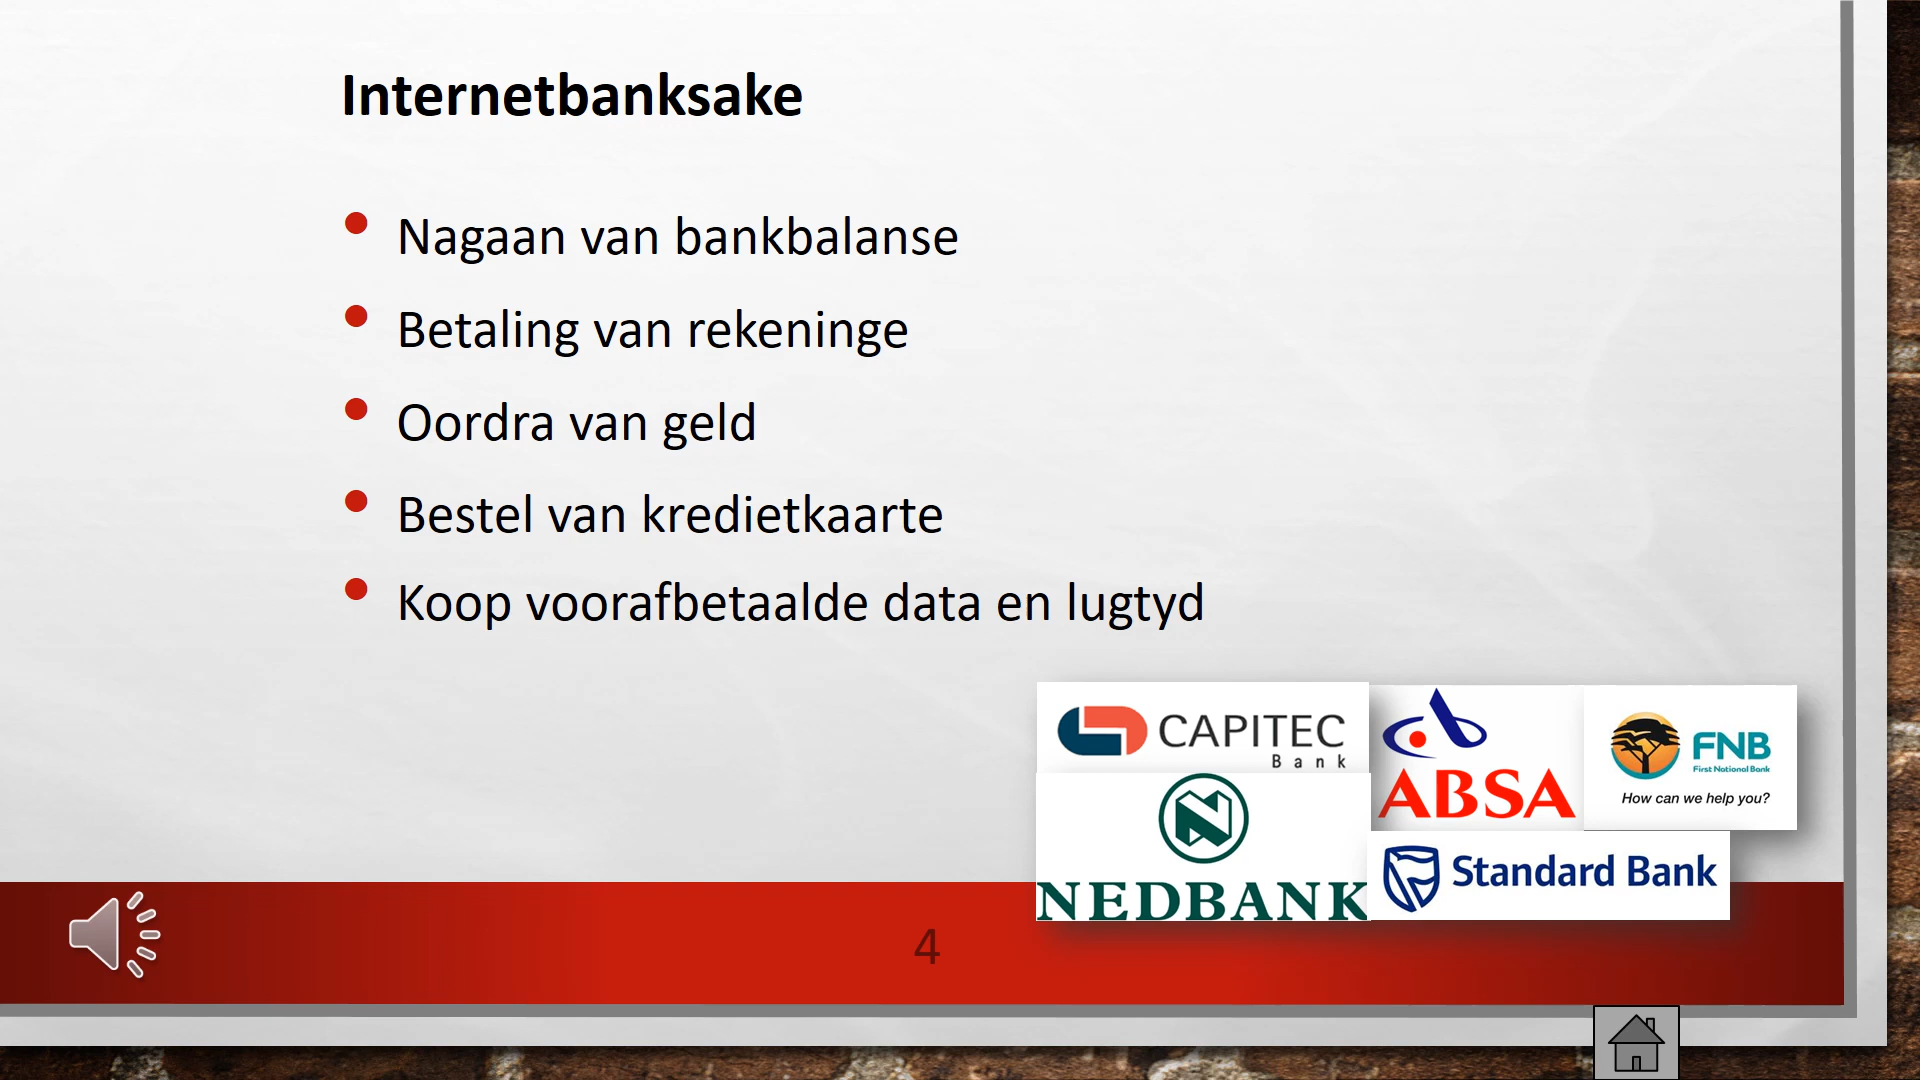 Internetbanksake
Nagaan van bankbalanse
Betaling van rekeninge
Oordra van geld
Bestel van kredietkaarte
Koop voorafbetaalde data en lugtyd
CAPITEC
Bank
ABSA
FNB
First National Bank
How can we help you?
NEDBANK
Standard Bank
4